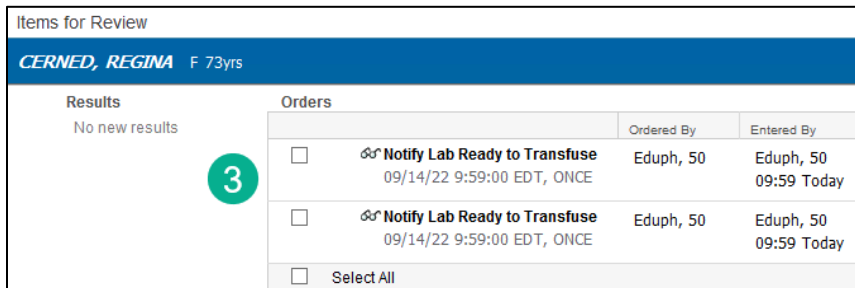 Items for Review
CERNED, REGINA F 73yrs
Results
No new results
Orders
Ordered By Entered By
3
Notify Lab Ready to Transfuse Eduph, 50 Eduph, 50
09/14/22 9:59:00 EDT, ONCE 09:59 Today
Notify Lab Ready to Transfuse Eduph, 50 Eduph, 50
09/14/22 9:59:00 EDT, ONCE 09:59 Today
Select All